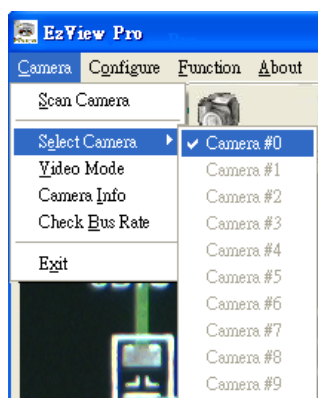 EzView Pro
Camera Configure Function About
Scan Camera
Select Camera
Video Mode
Camera Info
Check Bus Rate
Exit
Camera #0
Camera #1
Camera #2
Camera #3
Camera #4
Camera #5
Camera #6
Camera #7
Camera #8
Camera #9